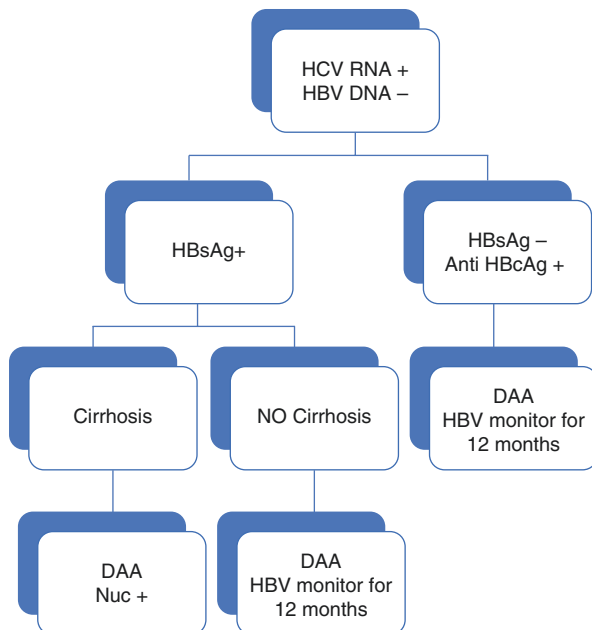 HCV RNA +
HBV DNA –
HBsAg+
HBsAg –
Anti HBcAg +
Cirrhosis
NO Cirrhosis
DAA
HBV monitor for
12 months
DAA
Nuc +
DAA
HBV monitor for
12 months